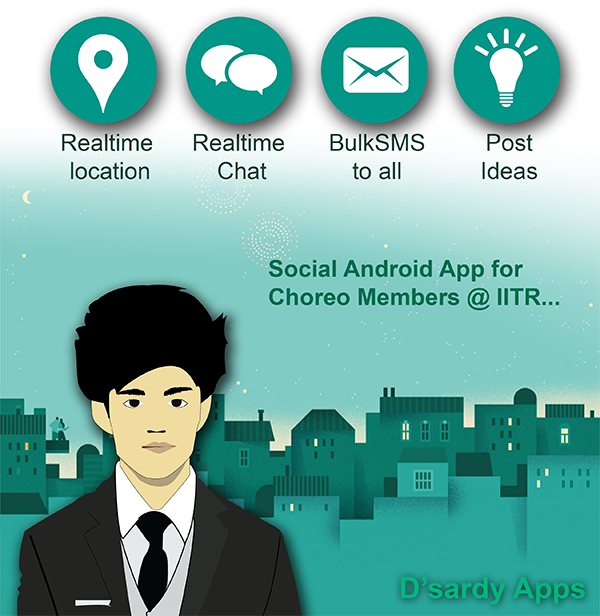 Realtime location
Realtime Chat
BulkSMS to all
Post Ideas
Social Android App for
Choreo Members @ IITR...
D'sardy Apps